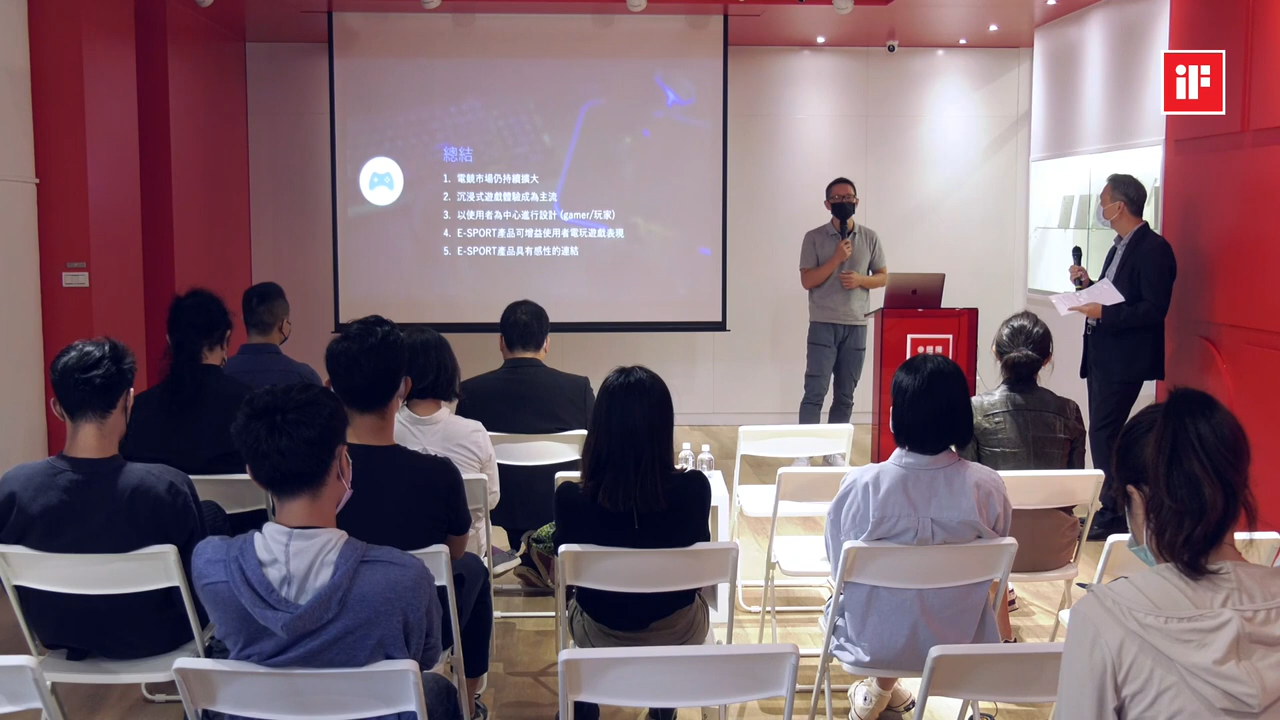 iF
總結
1. 電競市場仍持續擴大
2. 沉浸式遊戲體驗成為主流
3. 以使用者為中心進行設計 (gamer/玩家)
4. E-SPORT產品可增益使用者電玩遊戲表現
5. E-SPORT產品具有感性的連結